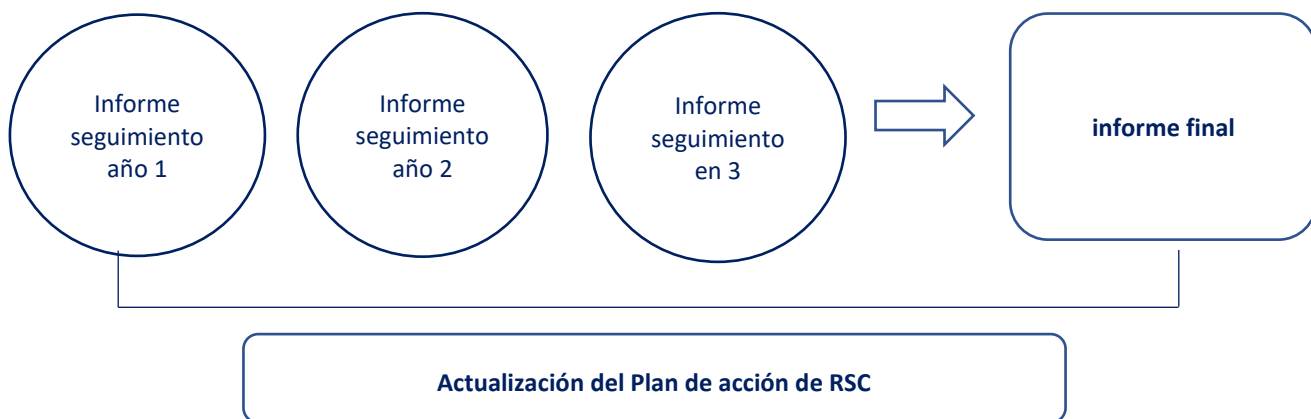 Informe
seguimiento
año 1
Informe
seguimiento
año 2
Informe
seguimiento
en 3
informe final
Actualización del Plan de acción de RSC